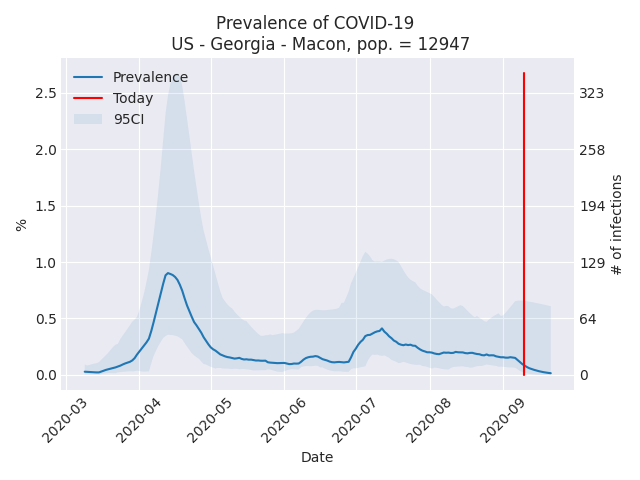 Prevalence of COVID-19
US - Georgia - Macon, pop. = 12947
Prevalence
Today
95CI
2.5
2.0
1.5
1.0
0.5
0.0
%
323
258
194
129
64
0
# of infections
2020-03
2020-04
2020-05
2020-06
2020-07
2020-08
2020-09
Date